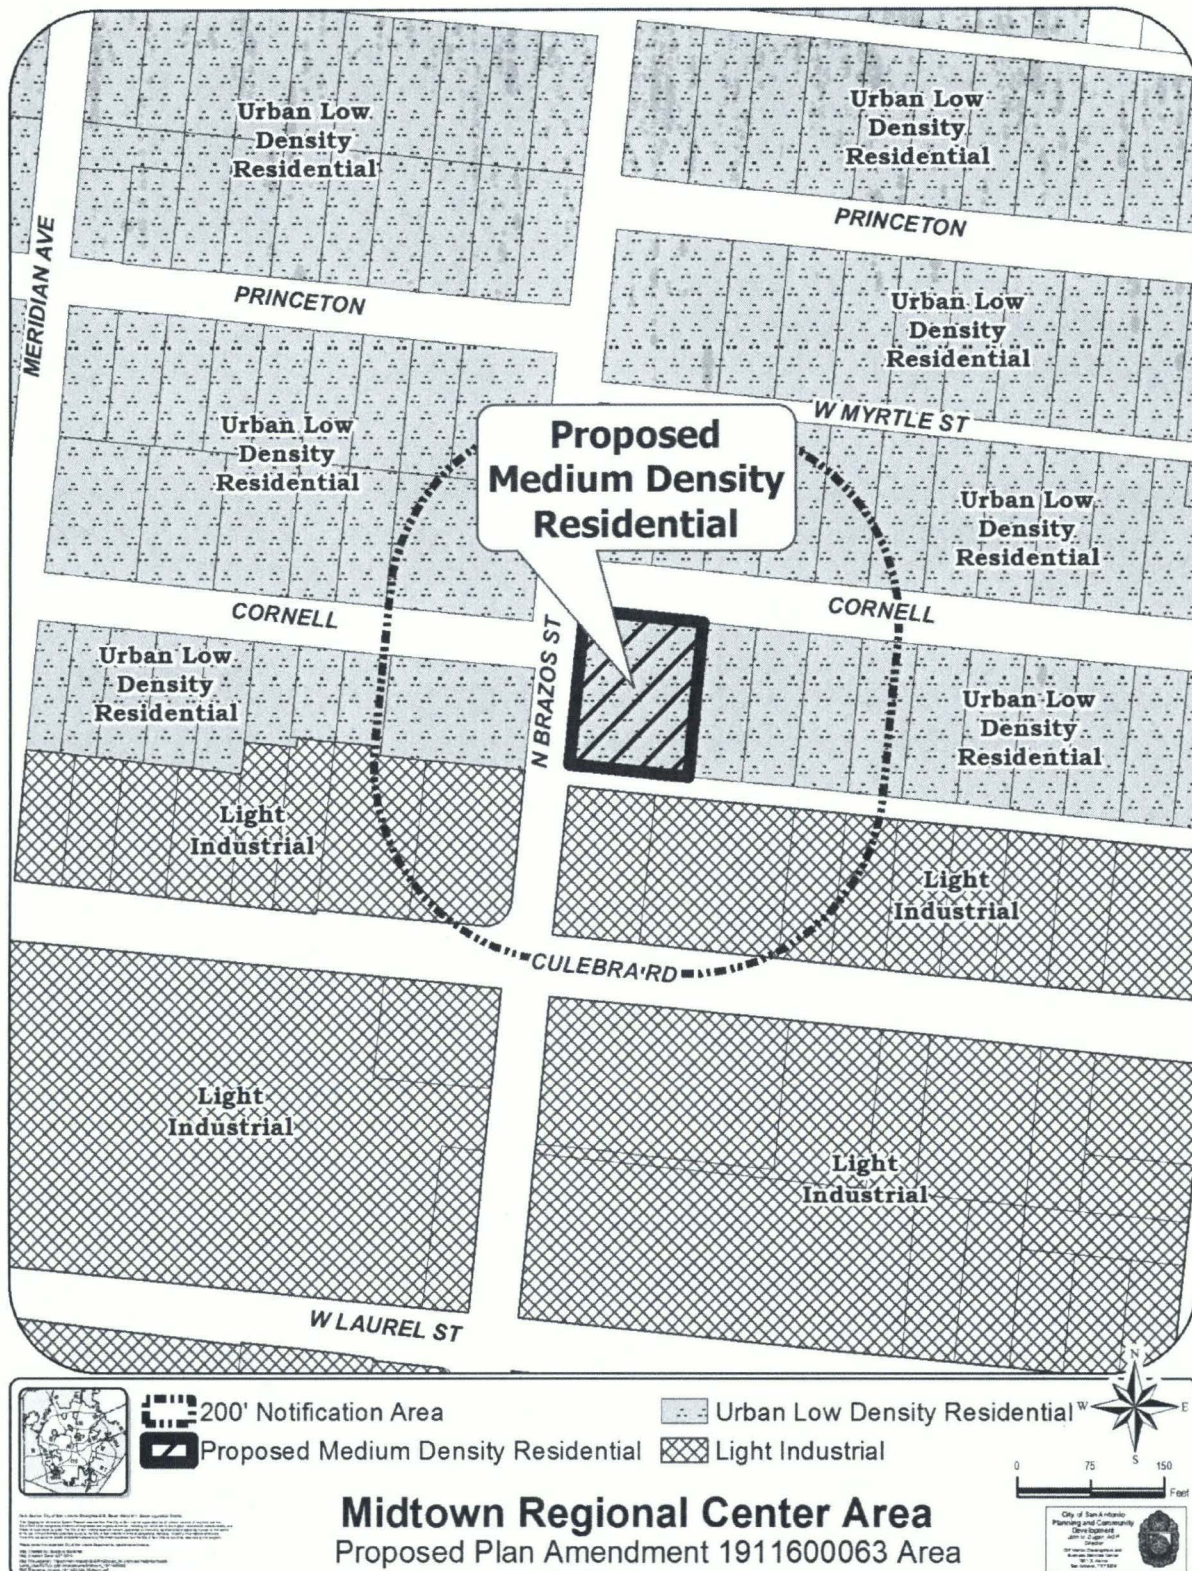 Urban Low
Density
Residential
Urban Low
Density
Residential
PRINCETON
MERIDIAN AVE
PRINCETON
Urban Low
Density
Residential
W MYRTLE ST
Urban Low
Density
Residential
Proposed
Medium Density
Residential
Urban Low
Density
Residential
CORNELL
CORNELL
N BRAZOS ST
Urban Low
Density
Residential
Urban Low
Density
Residential
Light
Industrial
Light
Industrial
CULEBRA RD
Light
Industrial
Light
Industrial
W LAUREL ST
N
W
E
S
200' Notification Area
Urban Low Density Residential
Proposed Medium Density Residential
Light Industrial
0 75 150
Feet
Midtown Regional Center Area
Proposed Plan Amendment 1911600063 Area
City of San Antonio
Planning and Community
Development
Director